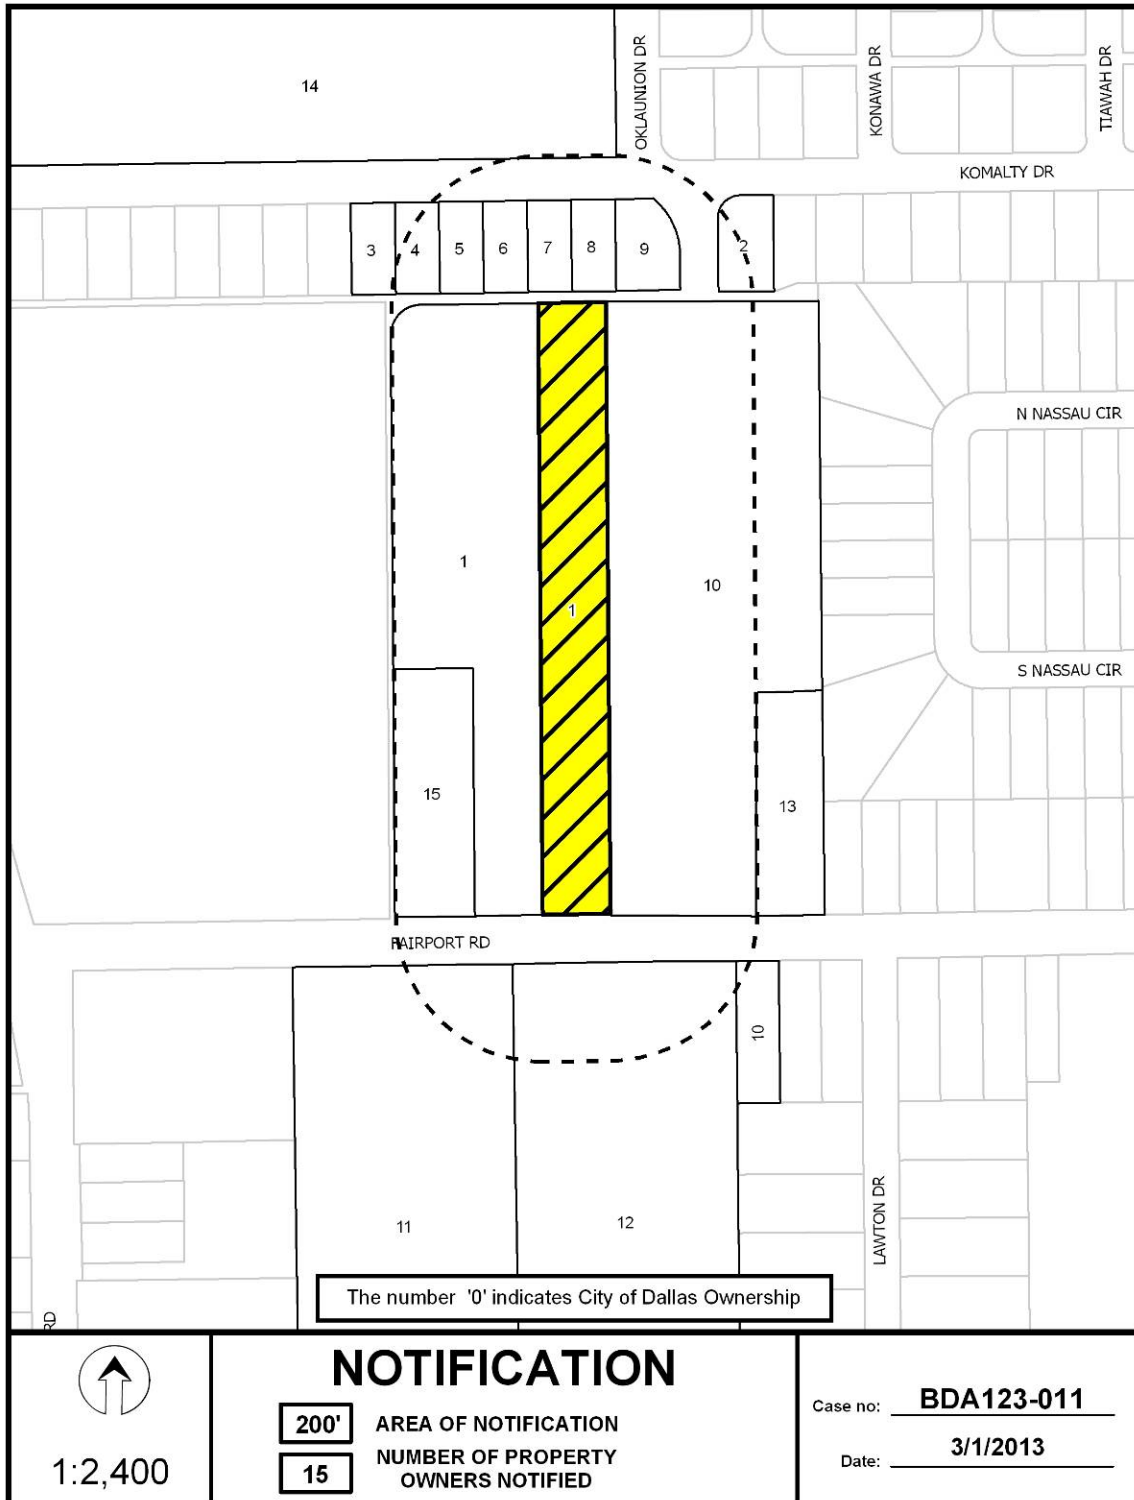 14
OKLAUNION DR
KONAWA DR
TIAWAH DR
KOMALTY DR
3
4
5
6
7
8
9
2
N NASSAU CIR
1
10
1
S NASSAU CIR
15
13
FAIRPORT RD
10
LAWTON DR
11
12
The number '0' indicates City of Dallas Ownership
RD
1:2,400
NOTIFICATION
200' AREA OF NOTIFICATION
15 NUMBER OF PROPERTY
OWNERS NOTIFIED
Case no: BDA123-011
Date: 3/1/2013